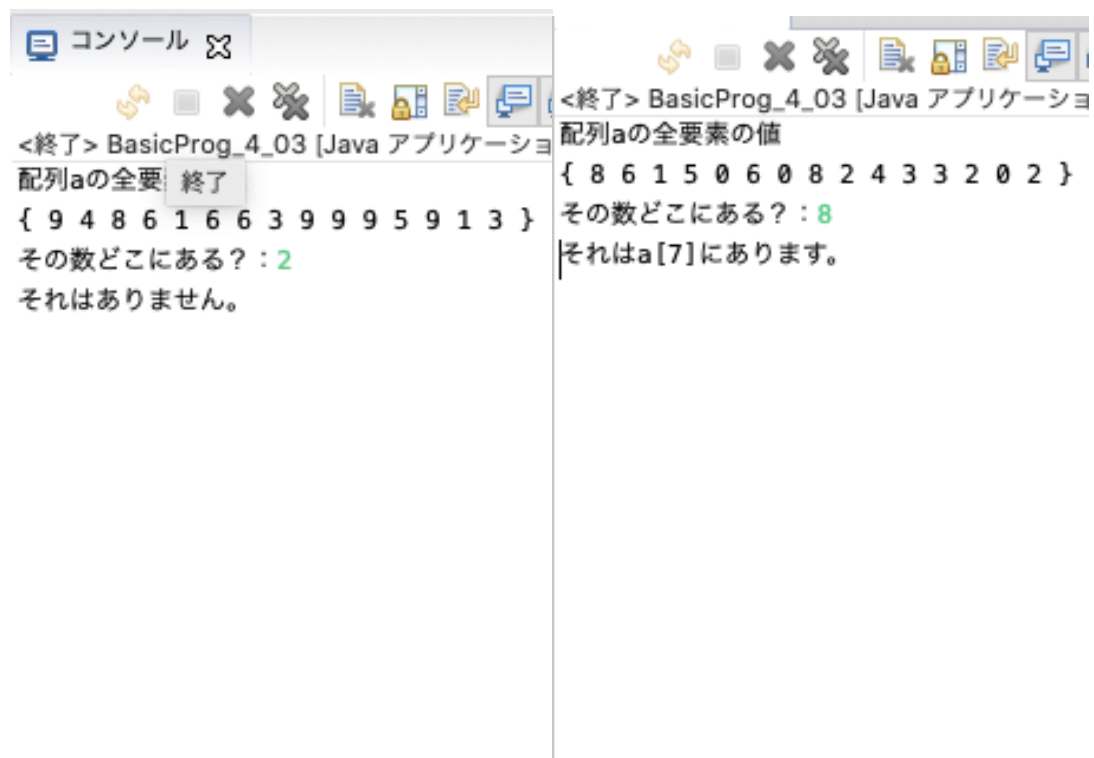 コンソール
<終了> BasicProg_4_03 [Java アプリケーショ
配列aの全要
終了
{ 9 4 8 6 1 6 6 3 9 9 9 5 9 1 3 }
その数どこにある？：2
それはありません。
<終了> BasicProg_4_03 [Java アプリケーショ
配列aの全要素の値
{ 8 6 1 5 0 6 0 8 2 4 3 3 2 0 2 }
その数どこにある？：8
それはa[7]にあります。